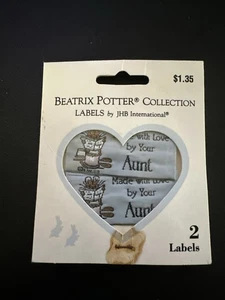 $1.35
BEATRIX POTTER® COLLECTION
LABELS by JHB International®
Made with Love
by Your
Aunt
Made with Love
by Your
Aunt
2
Labels